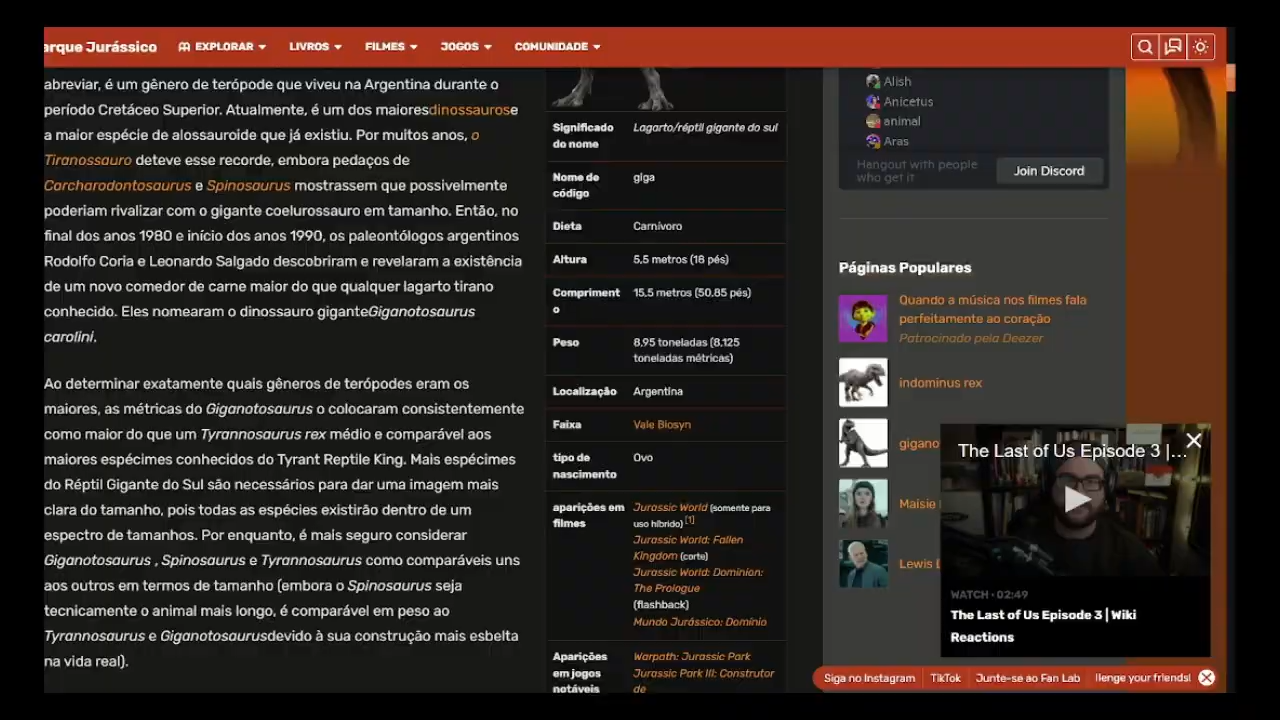 arque Jurássico
EXPLORAR
LIVROS
FILMES
JOGOS
COMUNIDADE
abreviar, é um gênero de terópode que viveu na Argentina durante o
período Cretáceo Superior. Atualmente, é um dos maioresdinossaurose
a maior espécie de alossauroide que já existiu. Por muitos anos, o
Tiranossauro deteve esse recorde, embora pedaços de
Carcharodontosaurus e Spinosaurus mostrassem que possivelmente
poderiam rivalizar com o gigante coelurossauro em tamanho. Então, no
final dos anos 1980 e início dos anos 1990, os paleontólogos argentinos
Rodolfo Coria e Leonardo Salgado descobriram e revelaram a existência
de um novo comedor de carne maior do que qualquer lagarto tirano
conhecido. Eles nomearam o dinossauro giganteGiganotosaurus
carolini.
Ao determinar exatamente quais gêneros de terópodes eram os
maiores, as métricas do Giganotosaurus o colocaram consistentemente
como maior do que um Tyrannosaurus rex médio e comparável aos
maiores espécimes conhecidos do Tyrant Reptile King. Mais espécimes
do Réptil Gigante do Sul são necessários para dar uma imagem mais
clara do tamanho, pois todas as espécies existirão dentro de um
espectro de tamanhos. Por enquanto, é mais seguro considerar
Giganotosaurus , Spinosaurus e Tyrannosaurus como comparáveis uns
aos outros em termos de tamanho (embora o Spinosaurus seja
tecnicamente o animal mais longo, é comparável em peso ao
Tyrannosaurus e Giganotosaurusdevido à sua construção mais esbelta
na vida real).
Significado
do nome
Lagarto/réptil gigante do sul
Nome de
código
giga
Dieta
Carnívoro
Altura
5,5 metros (18 pés)
Compriment
o
15,5 metros (50,85 pés)
Peso
8,95 toneladas (8,125
toneladas métricas)
Localização
Argentina
Faixa
Vale Biosyn
tipo de
nascimento
Ovo
aparições em
filmes
Jurassic World (somente para
uso híbrido) [1]
Jurassic World: Fallen
Kingdom (corte)
Jurassic World: Dominion:
The Prologue
(flashback)
Mundo Jurássico: Domínio
Aparições
em jogos
notáveis
Warpath: Jurassic Park
Jurassic Park III: Construtor
de
Alish
Anicetus
animal
Aras
Hangout with people
who get it
Join Discord
Páginas Populares
Quando a música nos filmes fala
perfeitamente ao coração
Patrocinado pela Deezer
indominus rex
gigano
Maisie
Lewis
The Last of Us Episode 3 |...
WATCH • 02:49
The Last of Us Episode 3 | Wiki
Reactions
Siga no Instagram
TikTok
Junte-se ao Fan Lab
llenge your friends!